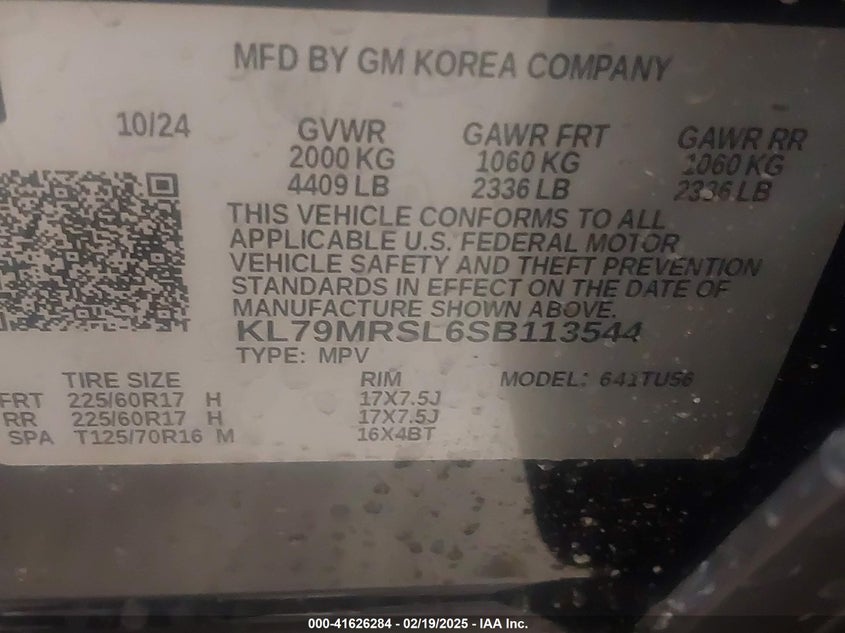 MFD BY GM KOREA COMPANY
10/24 GVWR GAWR FRT GAWR RR
2000 KG 1060 KG 1060 KG
4409 LB 2336 LB 2336 LB
THIS VEHICLE CONFORMS TO ALL
APPLICABLE U.S. FEDERAL MOTOR
VEHICLE SAFETY AND THEFT PREVENTION
STANDARDS IN EFFECT ON THE DATE OF
MANUFACTURE SHOWN ABOVE.
KL79MRSL6SB113544
TYPE: MPV
TIRE SIZE RIM MODEL: 641TU56
FRT 225/60R17 H 17X7.5J
RR 225/60R17 H 17X7.5J
SPA T125/70R16 M 16X4BT
000-41626284 - 02/19/2025 - IAA Inc.